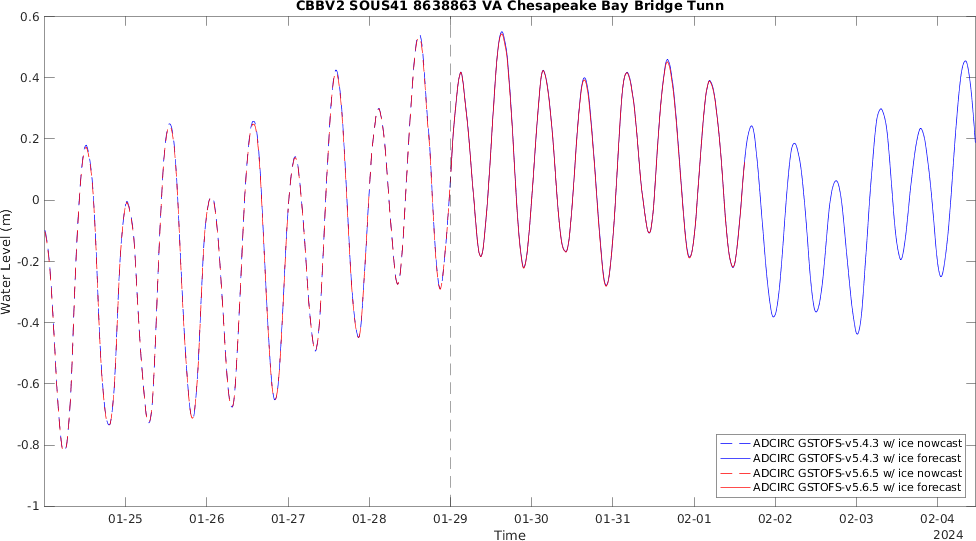 CBBV2 SOUS41 8638863 VA Chesapeake Bay Bridge Tunn
0.6
0.4
0.2
0
-0.2
-0.4
-0.6
-0.8
-1
Water Level (m)
ADCIRC GSTOFS-v5.4.3 w/ ice nowcast
ADCIRC GSTOFS-v5.4.3 w/ ice forecast
ADCIRC GSTOFS-v5.6.5 w/ ice nowcast
ADCIRC GSTOFS-v5.6.5 w/ ice forecast
01-25 01-26 01-27 01-28 01-29 01-30 01-31 02-01 02-02 02-03 02-04
Time
2024